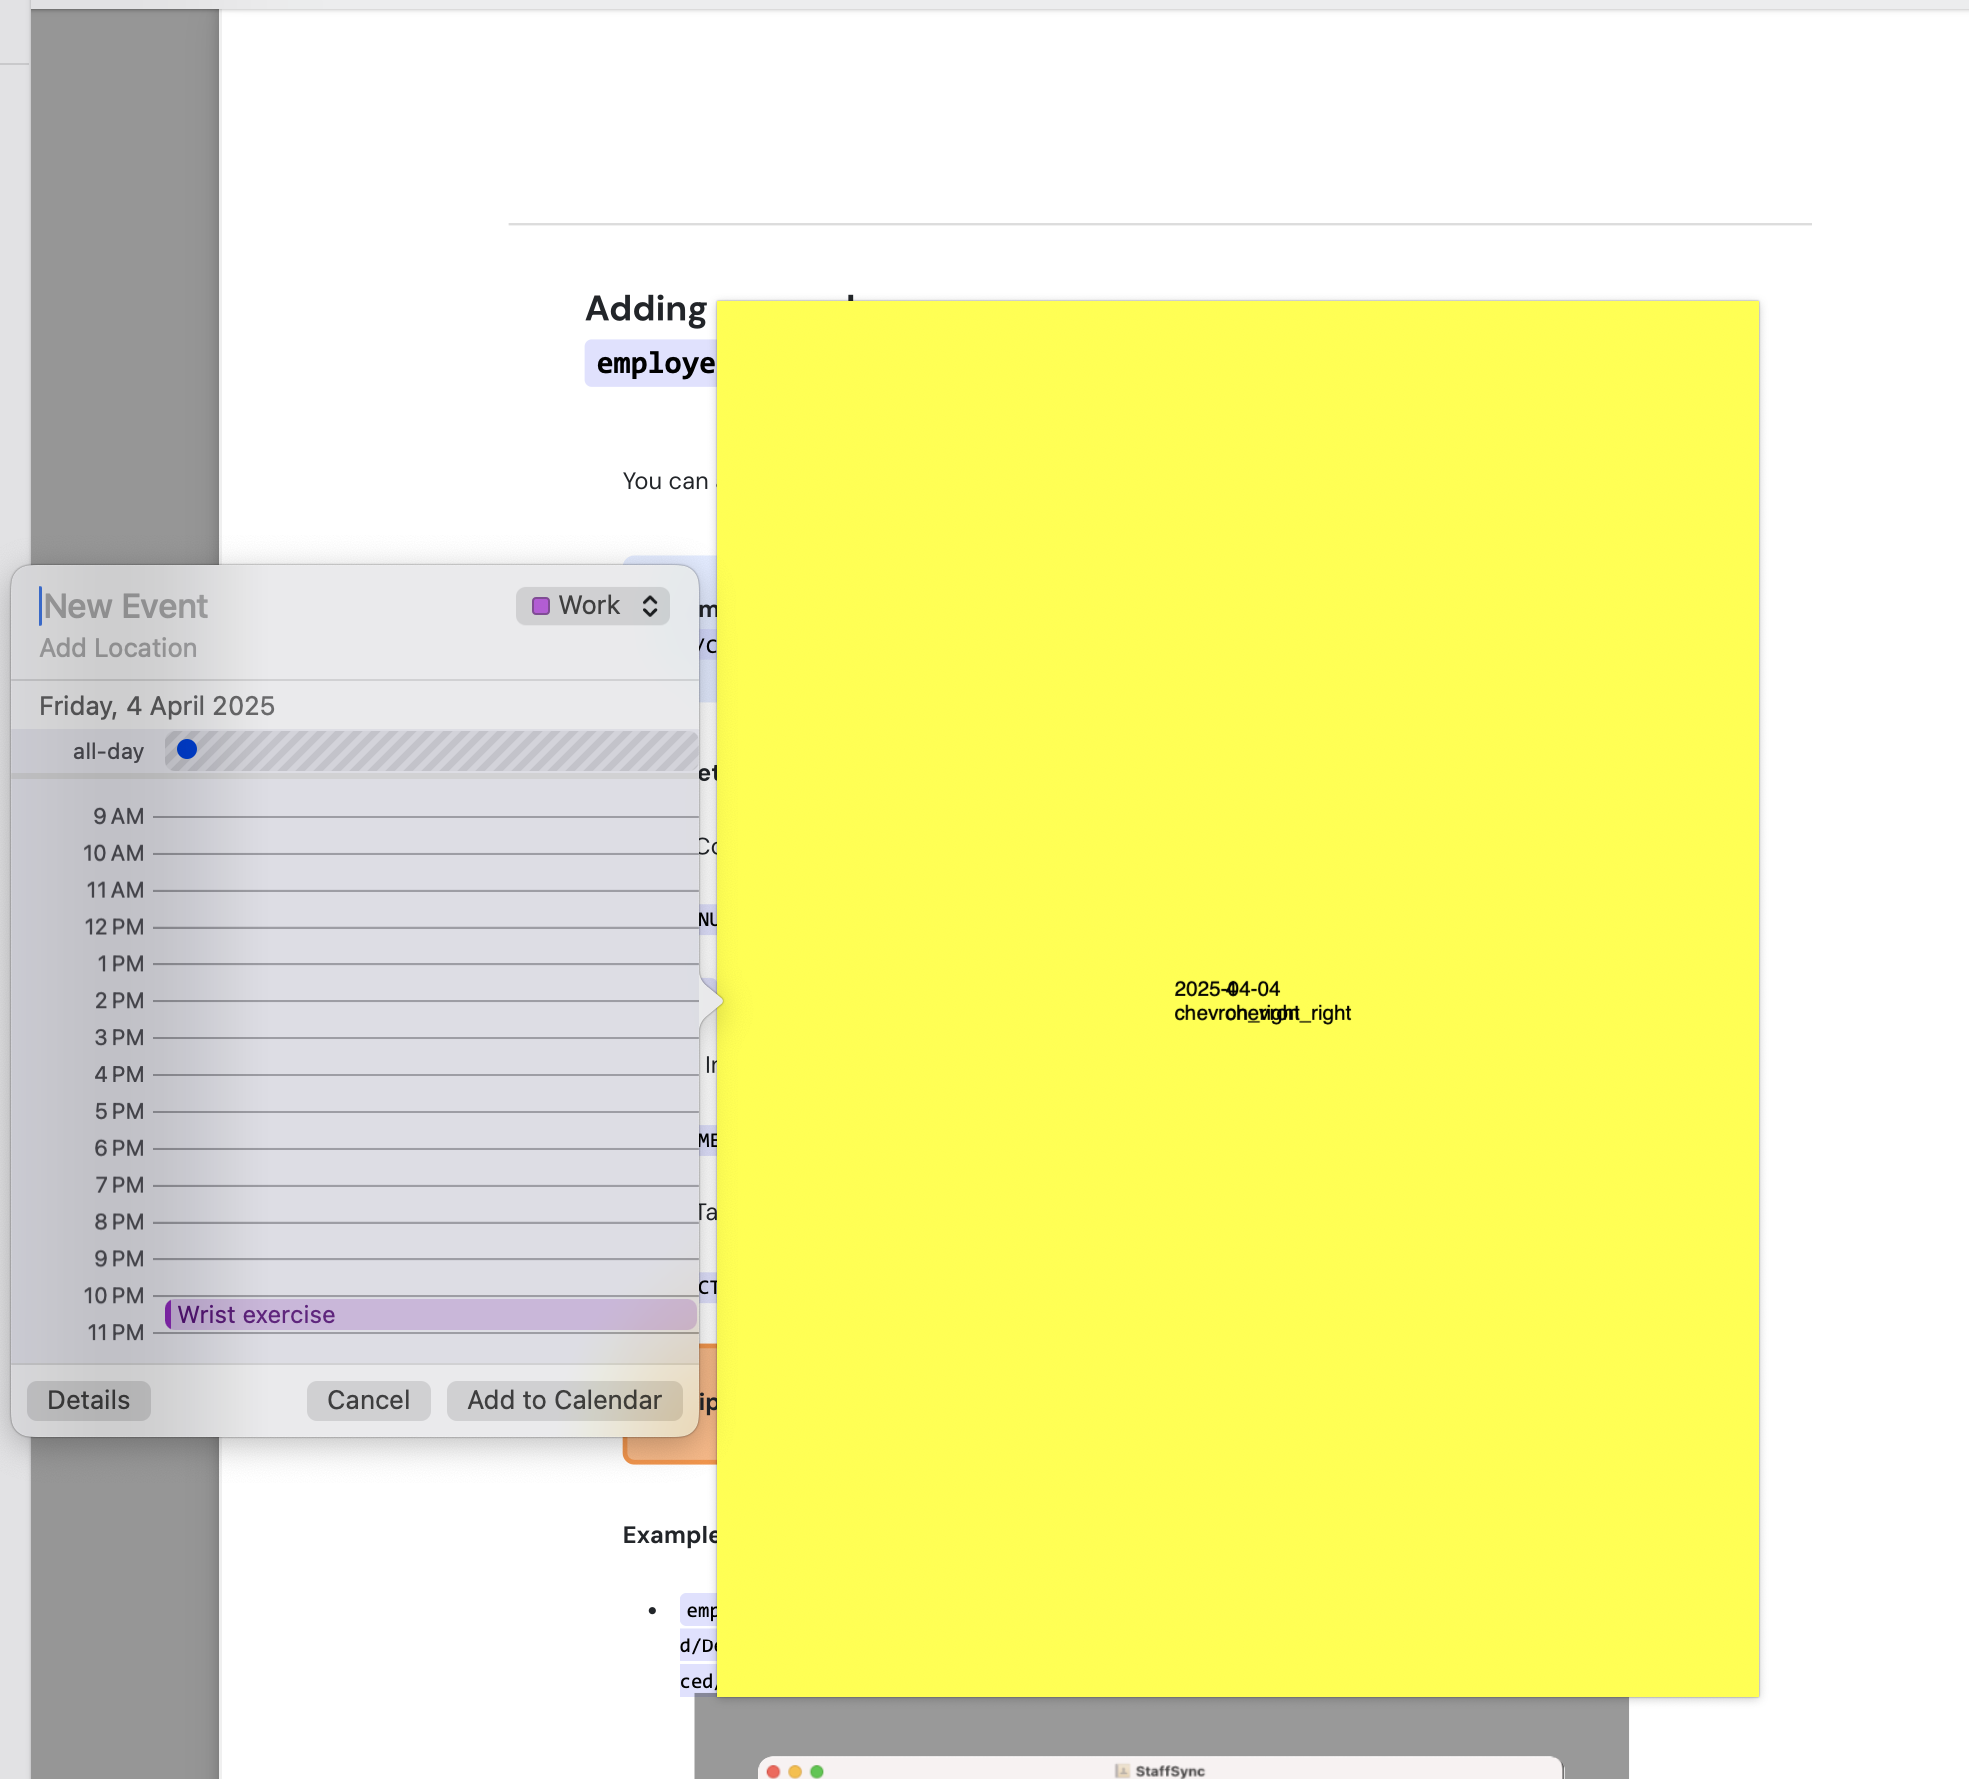 Adding
employe
You can
New Event
Work
Add Location
Friday, 4 April 2025
all-day
9 AM
10 AM
11 AM
12 PM
1 PM
2 PM
3 PM
4 PM
5 PM
6 PM
7 PM
8 PM
9 PM
10 PM
Wrist exercise
11 PM
Details
Cancel
Add to Calendar
m
/C
et
Co
NU
In
ME
Ta
CT
ip
2025-04-04
chevron_right
Example
• emp
d/De
ced/
StaffSync